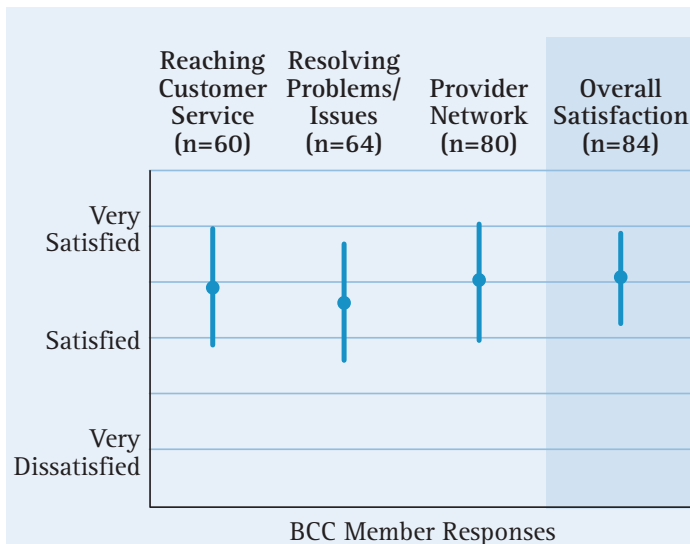 Reaching
Customer
Service
(n=60)
Resolving
Problems/
Issues
(n=64)
Provider
Network
(n=80)
Overall
Satisfaction
(n=84)
Very
Satisfied
Satisfied
Very
Dissatisfied
BCC Member Responses